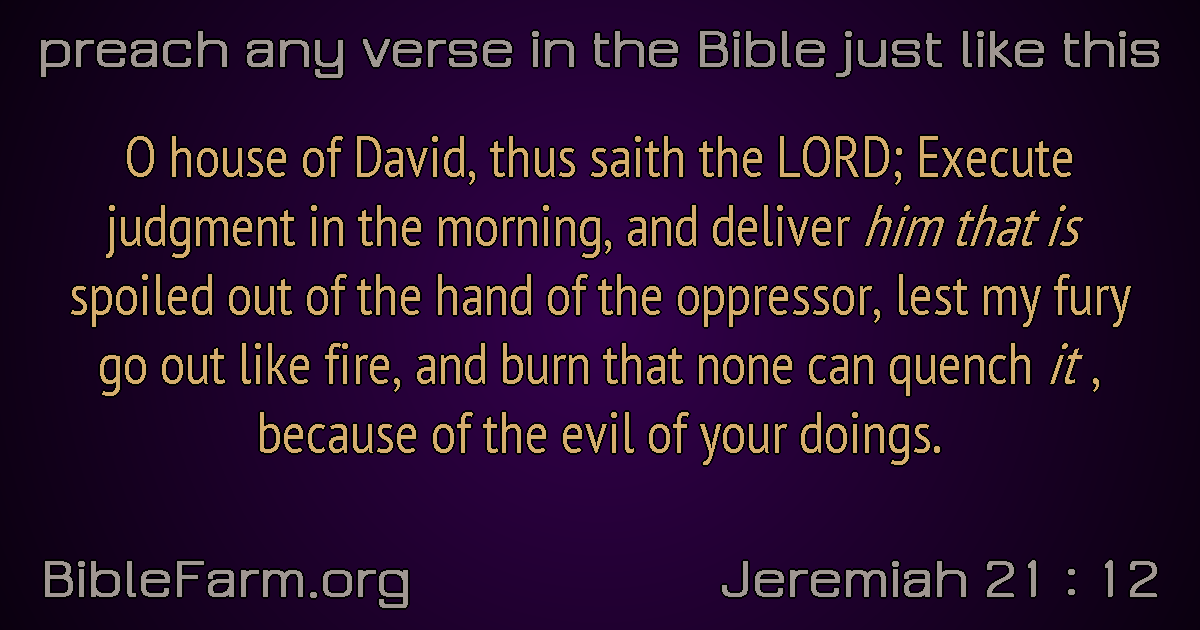 preach any verse in the Bible just like this
O house of David, thus saith the LORD; Execute
judgment in the morning, and deliver him that is
spoiled out of the hand of the oppressor, lest my fury
go out like fire, and burn that none can quench it ,
because of the evil of your doings.
BibleFarm.org
Jeremiah 21 : 12